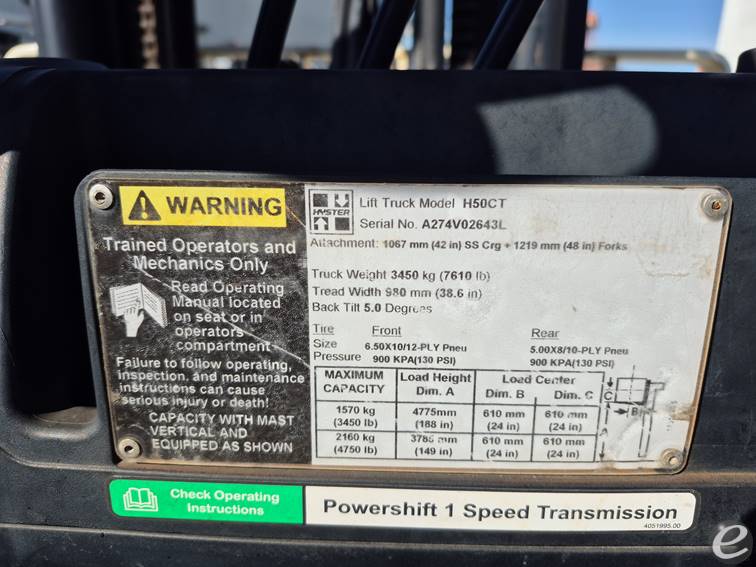 WARNING
Trained Operators and
Mechanics Only
Read Operating
Manual located
on seat or in
operators
compartment
Failure to follow operating,
inspection, and maintenance
instructions can cause
serious injury or death!
CAPACITY WITH MAST
VERTICAL AND
EQUIPPED AS SHOWN
HYSTER
Lift Truck Model H50CT
Serial No. A274V02643L
Attachment: 1067 mm (42 in) SS Crg + 1219 mm (48 in) Forks
Truck Weight 3450 kg (7610 lb)
Tread Width 980 mm (38.6 in)
Back Tilt 5.0 Degrees
Tire Front Rear
Size 6.50X10/12-PLY Pneu 5.00X8/10-PLY Pneu
Pressure 900 KPA(130 PSI) 900 KPA(130 PSI)
MAXIMUM CAPACITY Load Height Dim. A Load Center Dim. B Dim. C
1570 kg 4775mm 610 mm 610 mm
(3450 lb) (188 in) (24 in) (24 in)
2160 kg 3785 mm 610 mm 610 mm
(4750 lb) (149 in) (24 in) (24 in)
C
B
A
Check Operating
Instructions
Powershift 1 Speed Transmission
4051995.00
e